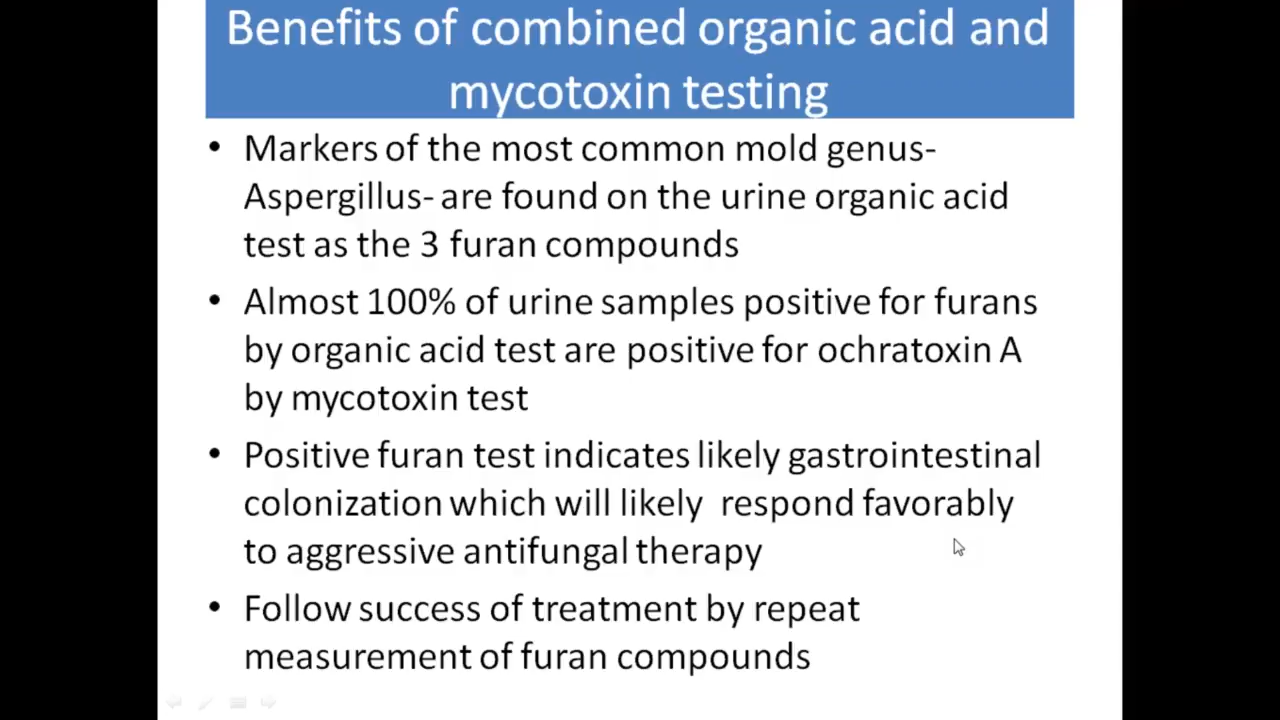 Benefits of combined organic acid and
mycotoxin testing
• Markers of the most common mold genus-
Aspergillus- are found on the urine organic acid
test as the 3 furan compounds
• Almost 100% of urine samples positive for furans
by organic acid test are positive for ochratoxin A
by mycotoxin test
• Positive furan test indicates likely gastrointestinal
colonization which will likely  respond favorably
to aggressive antifungal therapy
• Follow success of treatment by repeat
measurement of furan compounds